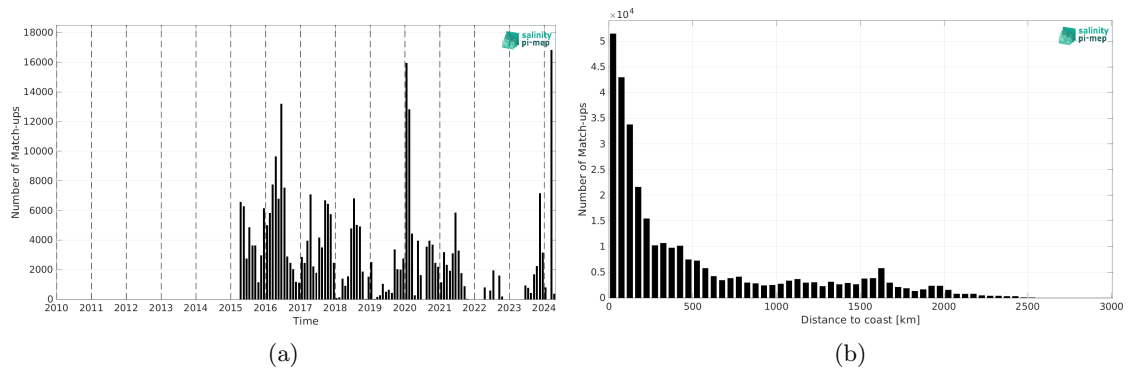 18000
16000
14000
12000
10000
8000
6000
4000
2000
0
Number of Match-ups
2010 2011 2012 2013 2014 2015 2016 2017 2018 2019 2020 2021 2022 2023 2024
Time
salinity
pi-mep
(a)
×10⁴
5
4.5
4
3.5
3
2.5
2
1.5
1
0.5
0
Number of Match-ups
0 500 1000 1500 2000 2500 3000
Distance to coast [km]
salinity
pi-mep
(b)